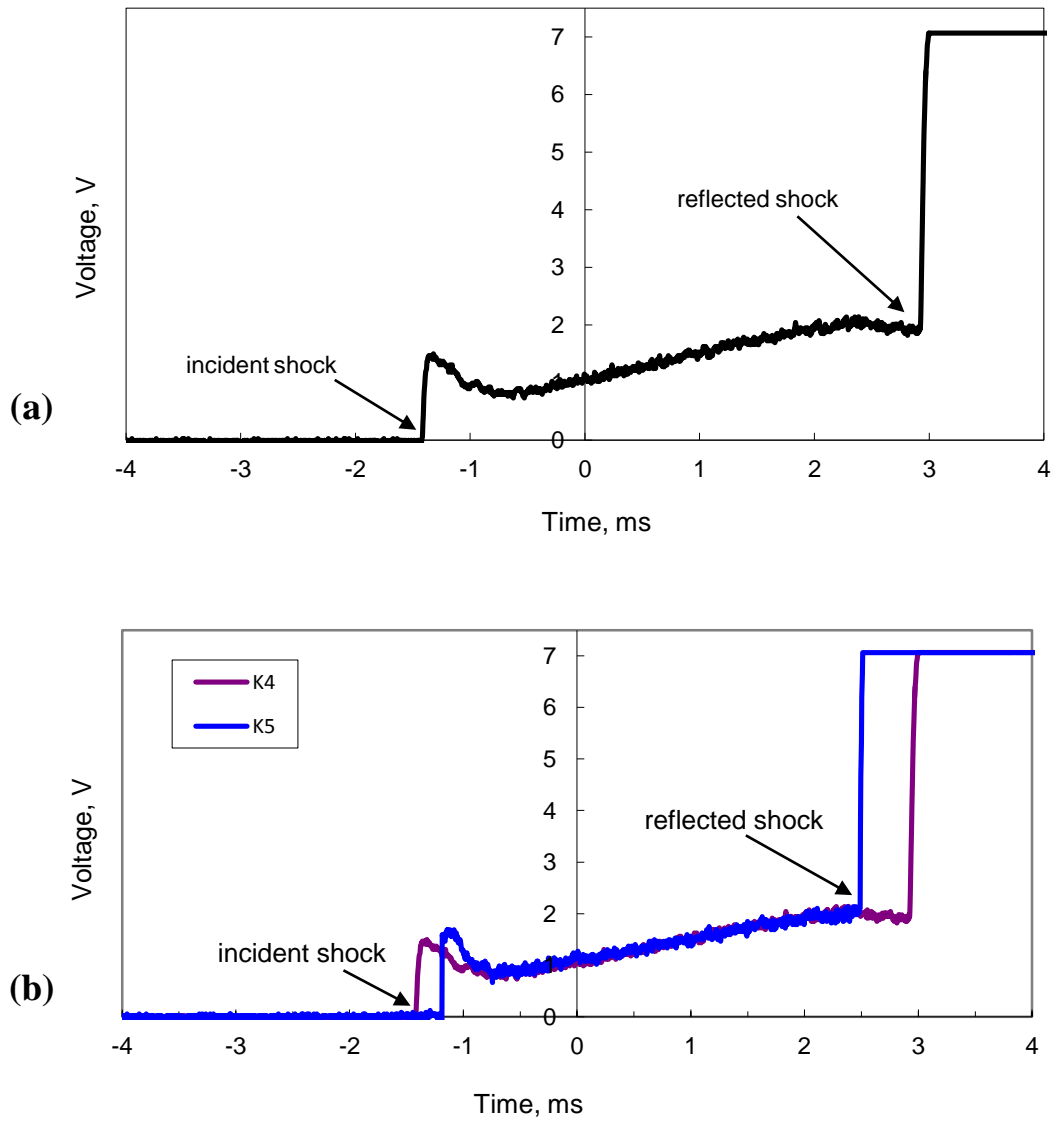 (a)
Voltage, V
7
6
5
4
3
2
1
0
incident shock
reflected shock
-4 -3 -2 -1 0 1 2 3 4
Time, ms
(b)
Voltage, V
K4
K5
7
6
5
4
3
2
1
0
incident shock
reflected shock
-4 -3 -2 -1 0 1 2 3 4
Time, ms